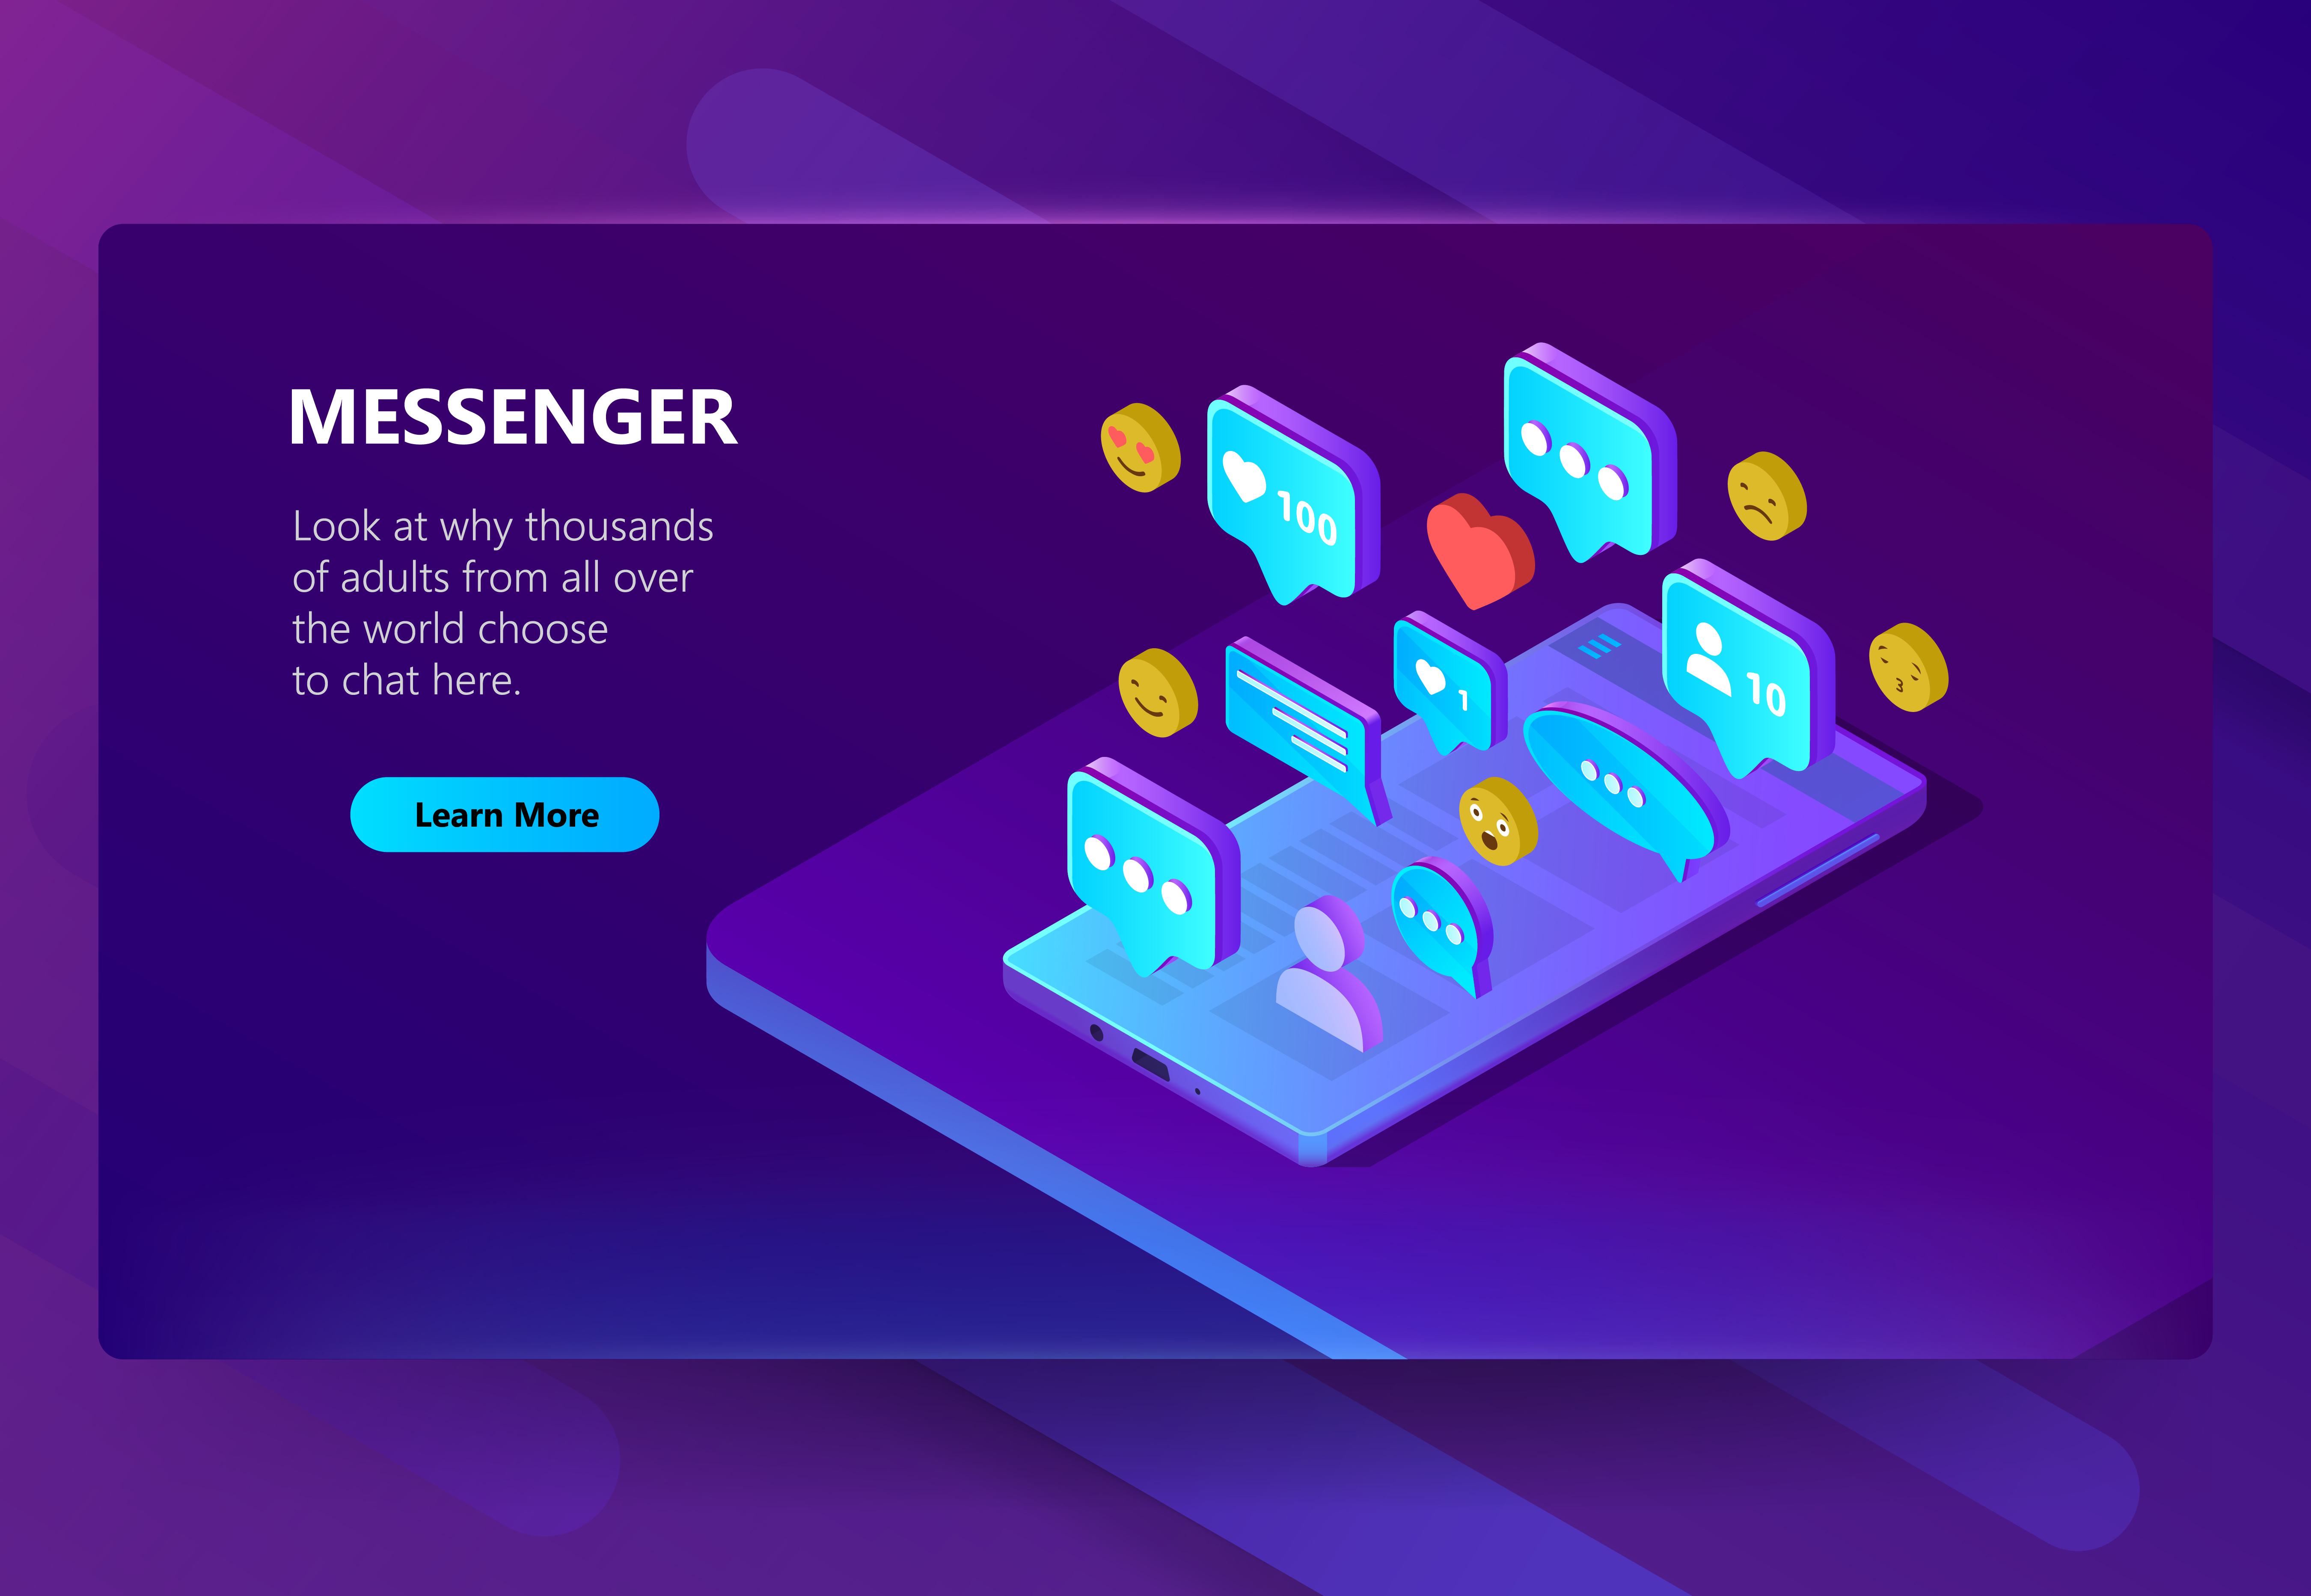 MESSENGER
Look at why thousands
of adults from all over
the world choose
to chat here.
Learn More
100
1
10